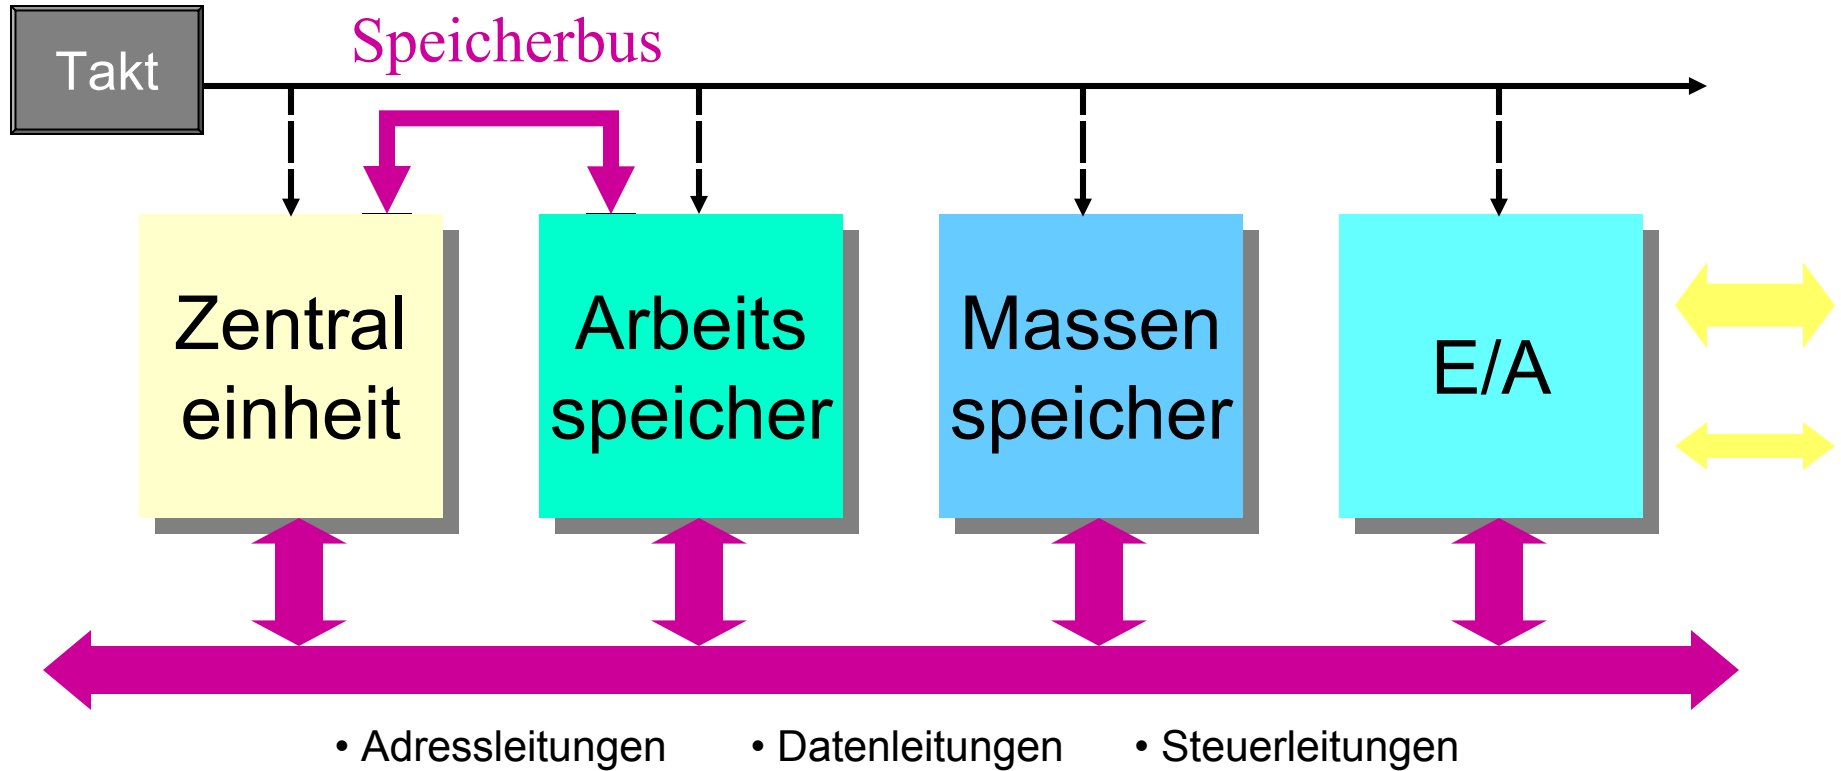 Takt
Speicherbus
Zentral
einheit
Arbeits
speicher
Massen
speicher
E/A
• Adressleitungen • Datenleitungen • Steuerleitungen